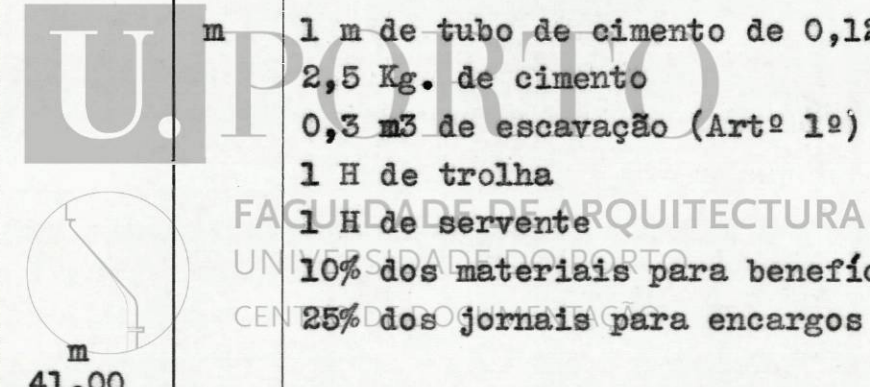 m 1 m de tubo de cimento de 0,12
2,5 Kg. de cimento
0,3 m3 de escavação (Artº 1º)
1 H de trolha
1 H de servente
10% dos materiais para benefíc
25% dos jornais para encargos
m
41,00
U. PORTO
FACULDADE DE ARQUITECTURA
UNIVERSIDADE DO PORTO
CENTRO DE DOCUMENTAÇÃO